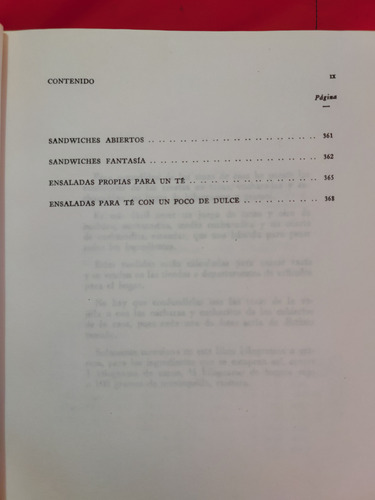 CONTENIDO IX
Página
SANDWICHES ABIERTOS .. .. .. .. .. .. .. .. .. .. .. .. .. .. .. .. 361
SANDWICHES FANTASÍA .. .. .. .. .. .. .. .. .. .. .. .. .. .. .. .. 362
ENSALADAS PROPIAS PARA UN TÉ .. .. .. .. .. .. .. .. .. .. .. .. 365
ENSALADAS PARA TÉ CON UN POCO DE DULCE .. .. .. .. .. .. .. 368